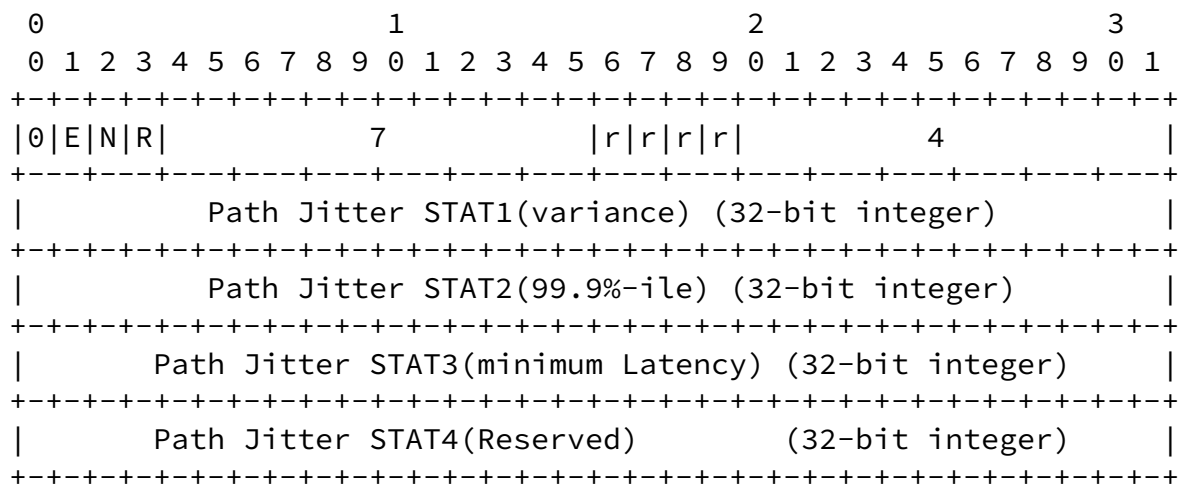 0                   1                   2                   3
 0 1 2 3 4 5 6 7 8 9 0 1 2 3 4 5 6 7 8 9 0 1 2 3 4 5 6 7 8 9 0 1
+-+-+-+-+-+-+-+-+-+-+-+-+-+-+-+-+-+-+-+-+-+-+-+-+-+-+-+-+-+-+-+-+
|0|E|N|R|           7           |r|r|r|r|          4            |
+---+---+---+---+---+---+---+---+---+---+---+---+---+---+---+---+
|          Path Jitter STAT1(variance) (32-bit integer)         |
+-+-+-+-+-+-+-+-+-+-+-+-+-+-+-+-+-+-+-+-+-+-+-+-+-+-+-+-+-+-+-+-+
|          Path Jitter STAT2(99.9%-ile) (32-bit integer)        |
+-+-+-+-+-+-+-+-+-+-+-+-+-+-+-+-+-+-+-+-+-+-+-+-+-+-+-+-+-+-+-+-+
|       Path Jitter STAT3(minimum Latency) (32-bit integer)     |
+-+-+-+-+-+-+-+-+-+-+-+-+-+-+-+-+-+-+-+-+-+-+-+-+-+-+-+-+-+-+-+-+
|       Path Jitter STAT4(Reserved)        (32-bit integer)     |
+-+-+-+-+-+-+-+-+-+-+-+-+-+-+-+-+-+-+-+-+-+-+-+-+-+-+-+-+-+-+-+-+